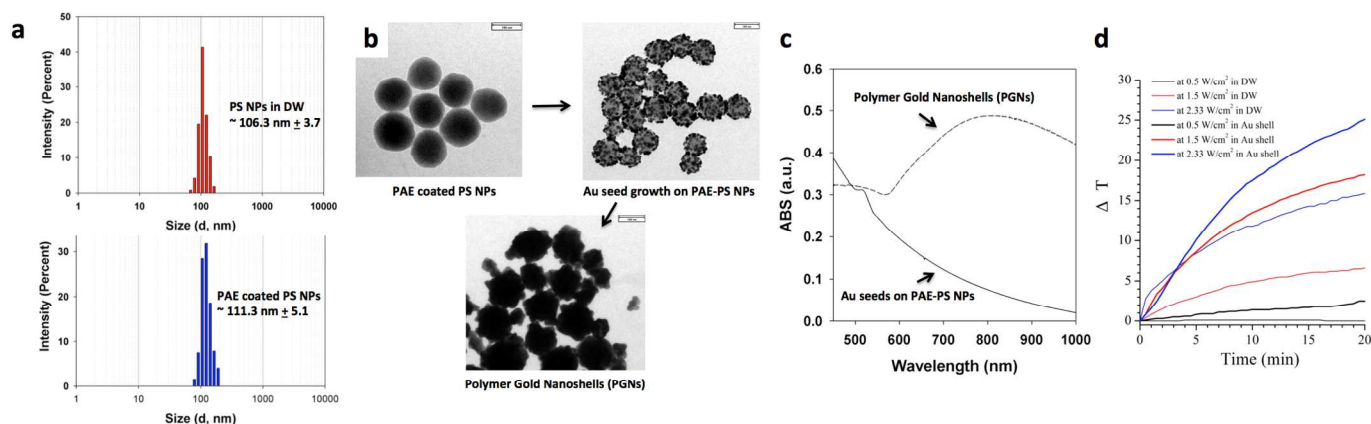 a
50
40
30
20
10
0
Intensity (Percent)
PS NPs in DW
~ 106.3 nm ± 3.7
1 10 100 1000 10000
Size (d, nm)
30
20
10
0
Intensity (Percent)
PAE coated PS NPs
~ 111.3 nm ± 5.1
1 10 100 1000 10000
Size (d, nm)
b
PAE coated PS NPs
Au seed growth on PAE-PS NPs
Polymer Gold Nanoshells (PGNs)
c
0.6
0.5
0.4
0.3
0.2
0.1
0.0
ABS (a.u.)
Polymer Gold Nanoshells (PGNs)
Au seeds on PAE-PS NPs
500 600 700 800 900 1000
Wavelength (nm)
d
30
25
20
15
10
5
0
Δ T
at 0.5 W/cm² in DW
at 1.5 W/cm² in DW
at 2.33 W/cm² in DW
at 0.5 W/cm² in Au shell
at 1.5 W/cm² in Au shell
at 2.33 W/cm² in Au shell
0 5 10 15 20
Time (min)